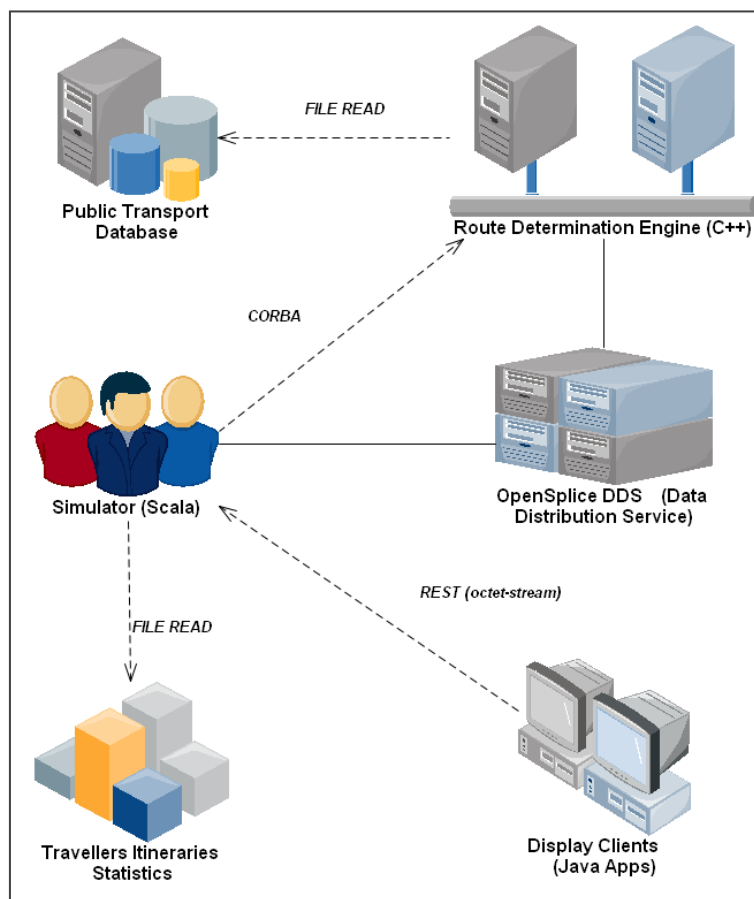 FILE READ
Public Transport
Database
Route Determination Engine (C++)
CORBA
Simulator (Scala)
OpenSplice DDS (Data
Distribution Service)
REST (octet-stream)
FILE READ
Travellers Itineraries
Statistics
Display Clients
(Java Apps)